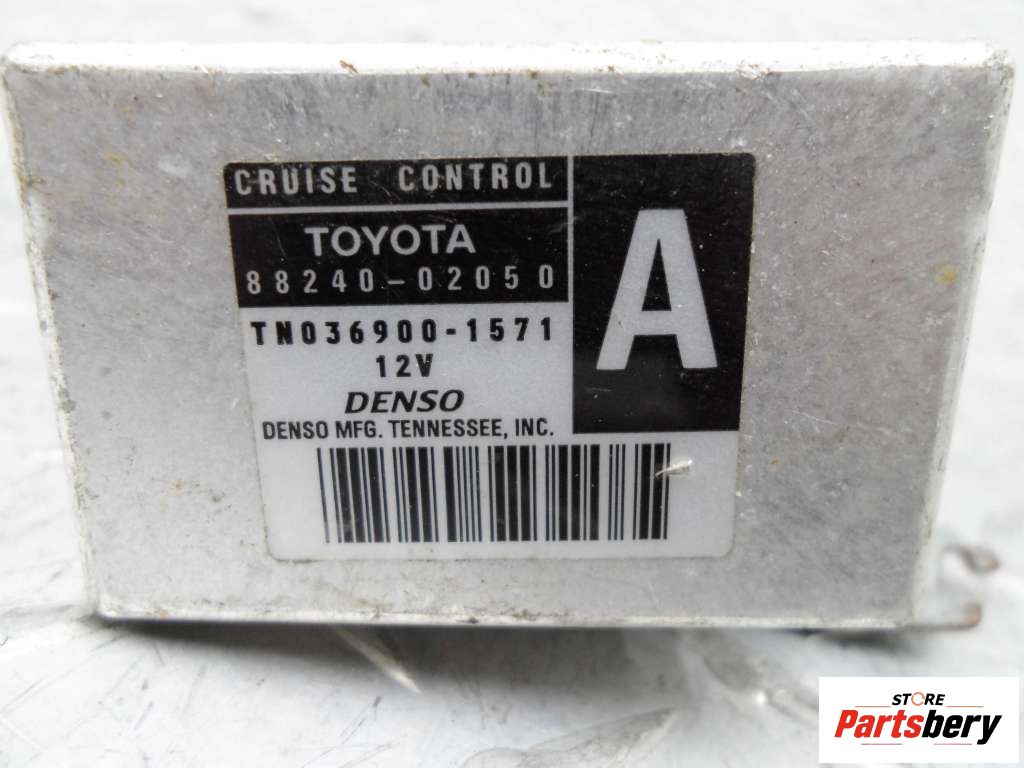 CRUISE CONTROL
TOYOTA
88240-02050
A
TN036900-1571
12V
DENSO
DENSO MFG. TENNESSEE, INC.
STORE
Partsbery